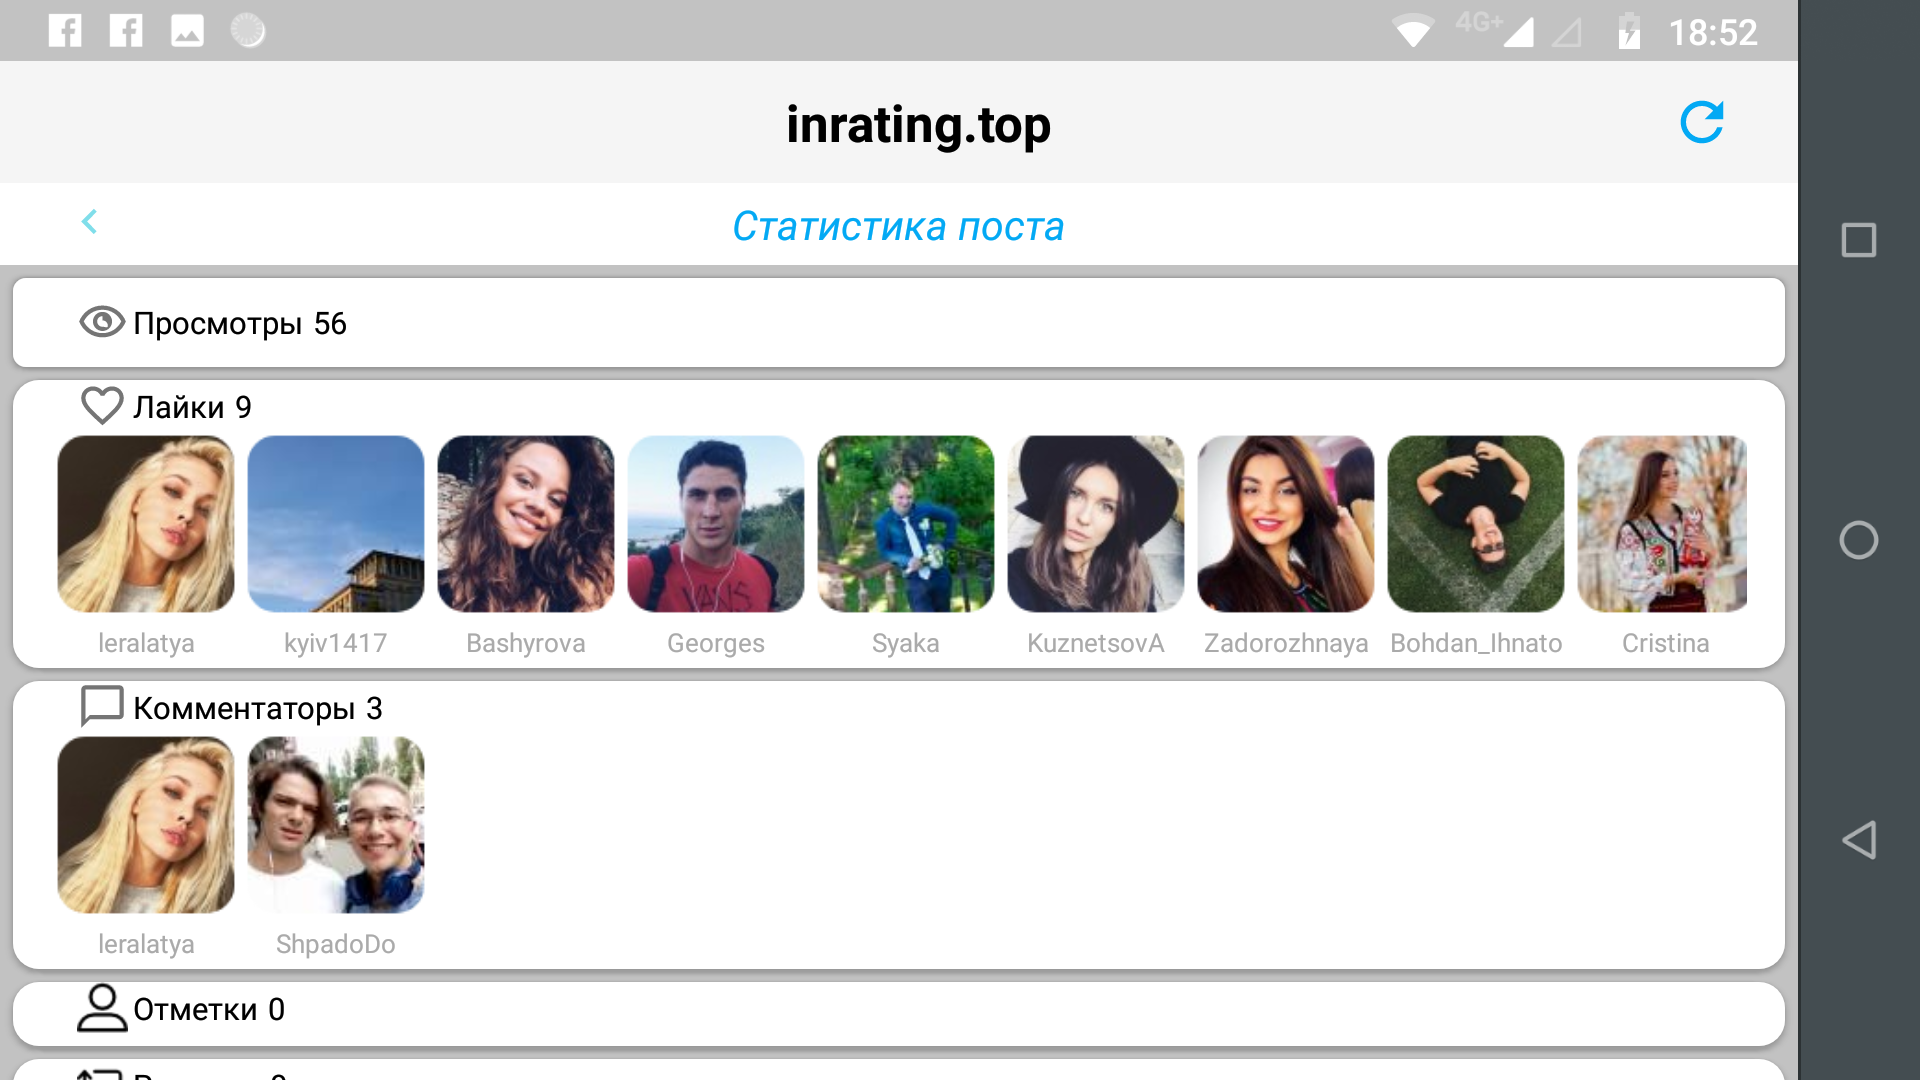 4G+ 18:52
inrating.top
Статистика поста
Просмотры 56
Лайки 9
VANS
leralatya kyiv1417 Bashyrova Georges Syaka KuznetsovA Zadorozhnaya Bohdan_Ihnato Cristina
Комментаторы 3
leralatya ShpadoDo
Отметки 0